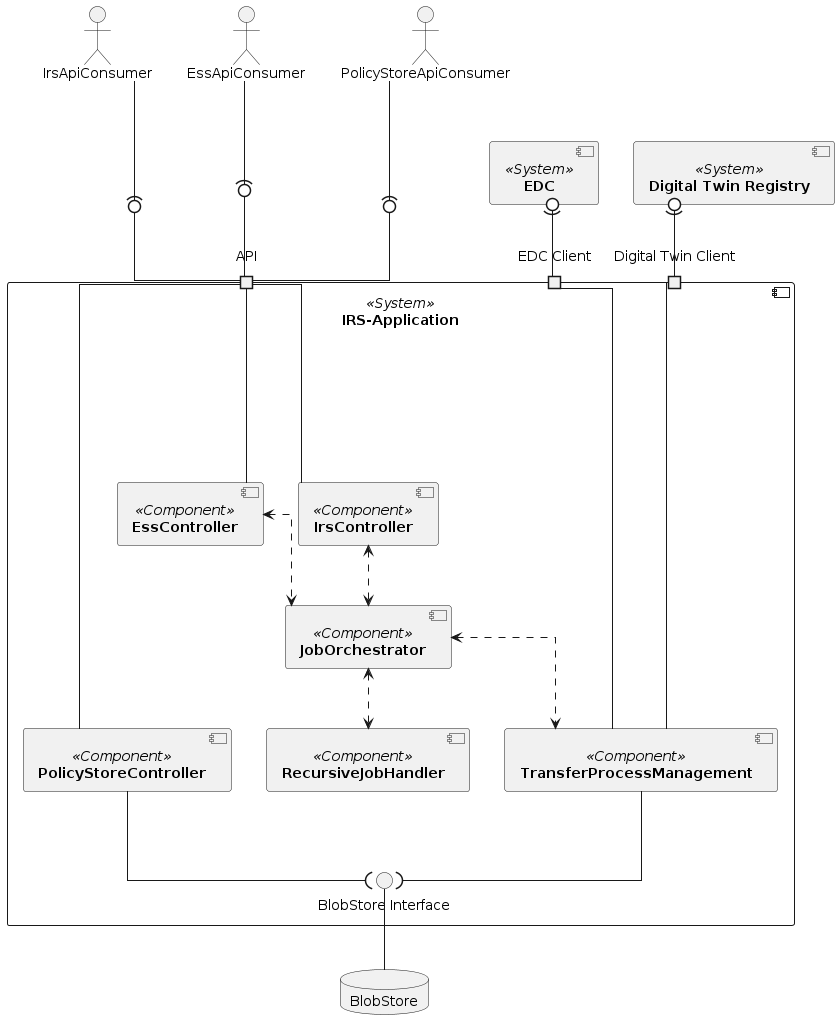 IrsApiConsumer
EssApiConsumer
PolicyStoreApiConsumer
«System»
EDC
«System»
Digital Twin Registry
API
EDC Client
Digital Twin Client
«System»
IRS-Application
«Component»
EssController
«Component»
IrsController
«Component»
JobOrchestrator
«Component»
PolicyStoreController
«Component»
RecursiveJobHandler
«Component»
TransferProcessManagement
BlobStore Interface
BlobStore